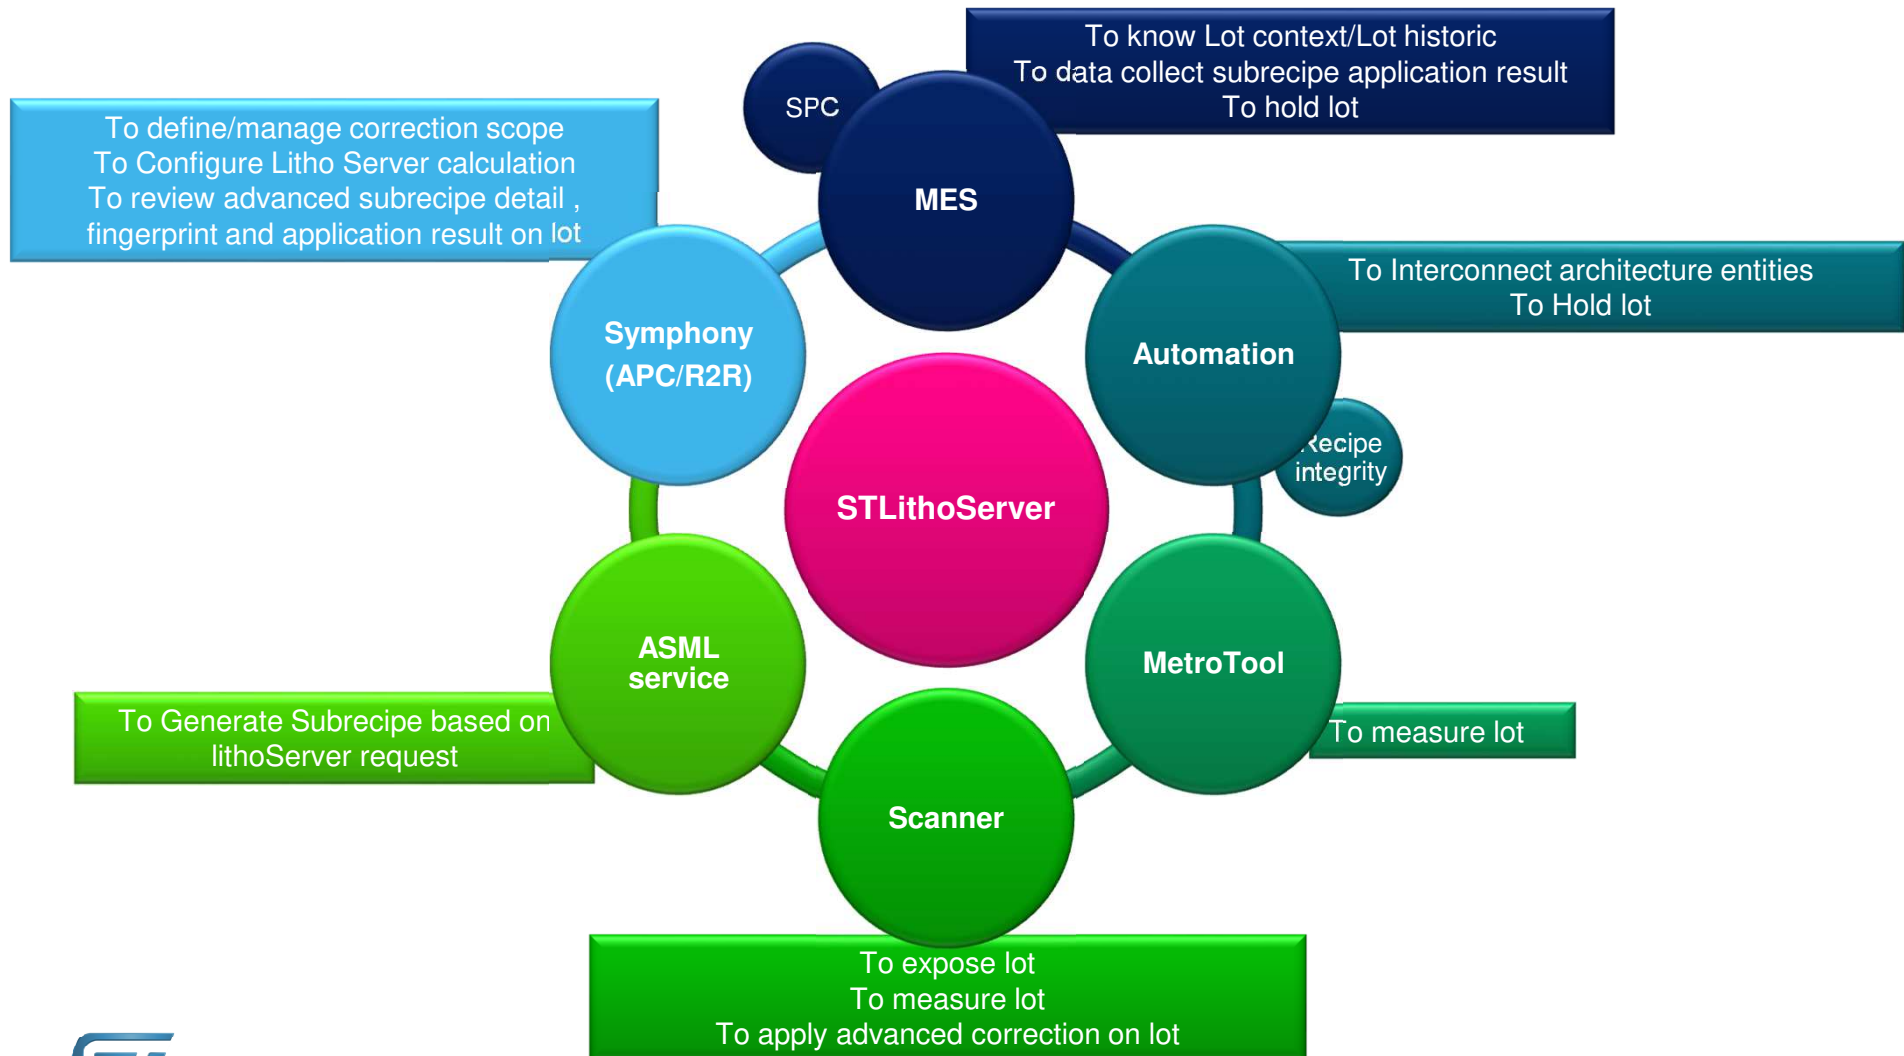 To know Lot context/Lot historic
To data collect subrecipe application result
To hold lot
SPC
MES
To define/manage correction scope
To Configure Litho Server calculation
To review advanced subrecipe detail ,
fingerprint and application result on lot
Symphony
(APC/R2R)
To Interconnect architecture entities
To Hold lot
Automation
Recipe
integrity
STLithoServer
ASML
service
MetroTool
To Generate Subrecipe based on
lithoServer request
To measure lot
Scanner
To expose lot
To measure lot
To apply advanced correction on lot